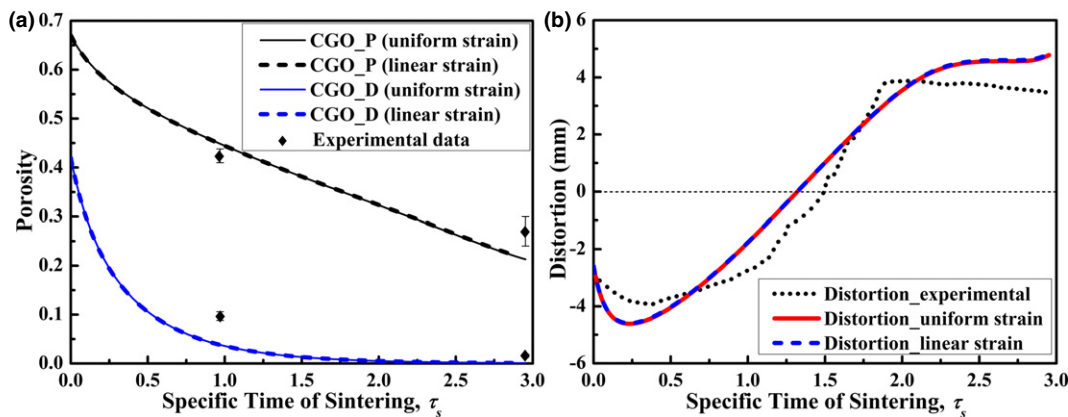 (a)
0.7
0.6
0.5
0.4
0.3
0.2
0.1
0.0
Porosity
CGO_P (uniform strain)
CGO_P (linear strain)
CGO_D (uniform strain)
CGO_D (linear strain)
Experimental data
0.0 0.5 1.0 1.5 2.0 2.5 3.0
Specific Time of Sintering, τs
(b)
6
4
2
0
-2
-4
-6
Distortion (mm)
Distortion_experimental
Distortion_uniform strain
Distortion_linear strain
0.0 0.5 1.0 1.5 2.0 2.5 3.0
Specific Time of Sintering, τs